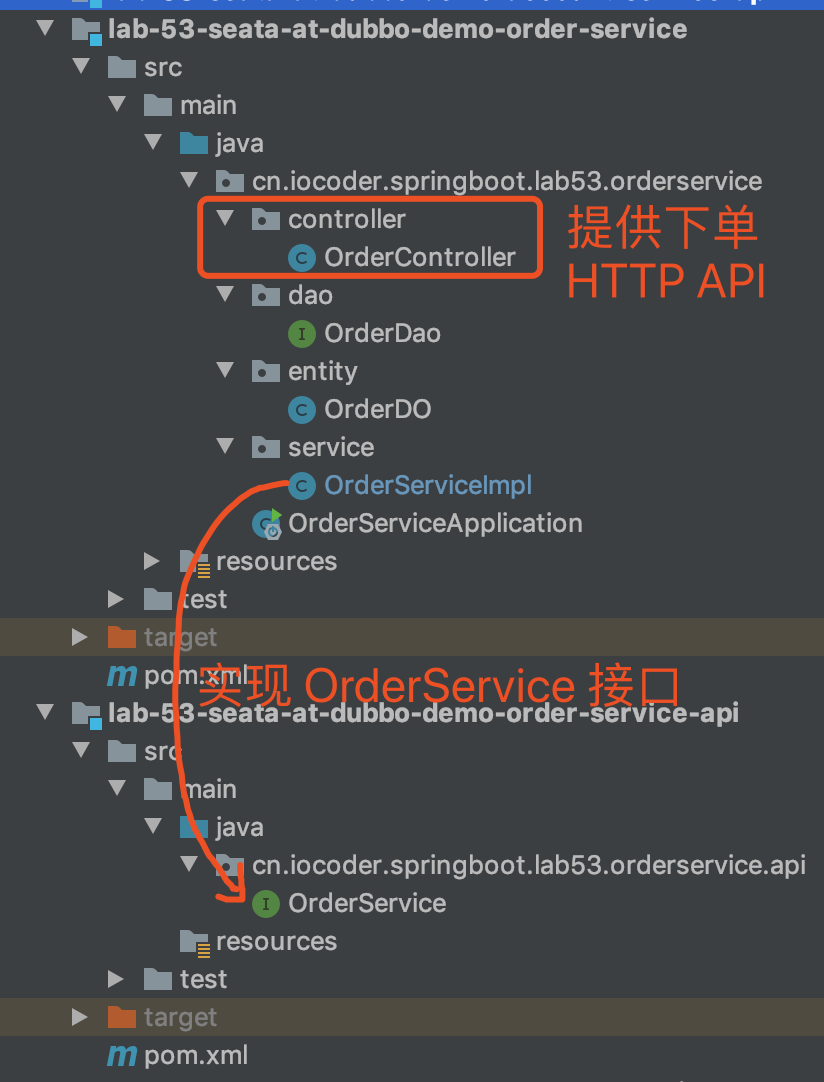 lab-53-seata-at-dubbo-demo-order-service
src
main
java
cn.iocoder.springboot.lab53.orderservice
controller
C OrderController
提供下单
HTTP API
dao
I OrderDao
entity
C OrderDO
service
C OrderServiceImpl
C OrderServiceApplication
resources
test
target
m pom.xml
实现 OrderService 接口
lab-53-seata-at-dubbo-demo-order-service-api
src
main
java
cn.iocoder.springboot.lab53.orderservice.api
I OrderService
resources
test
target
m pom.xml